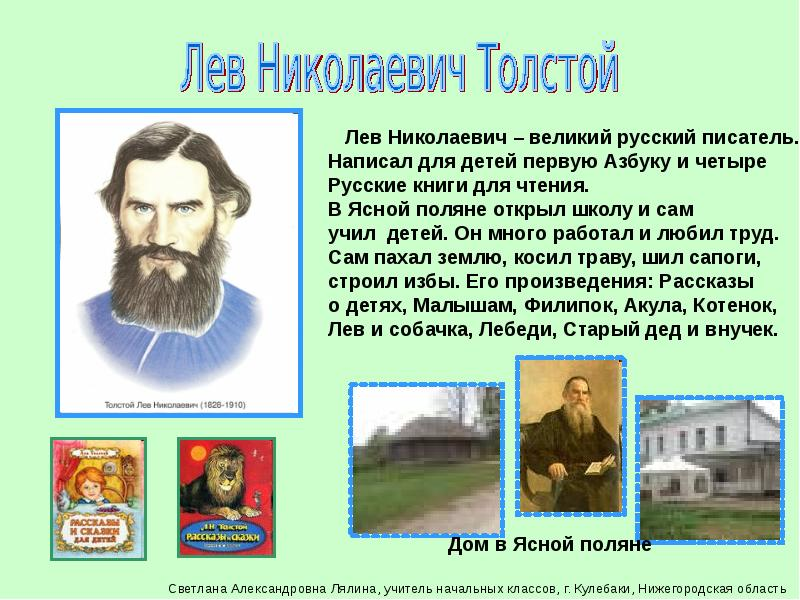 Лев Николаевич Толстой
Лев Николаевич – великий русский писатель.
Написал для детей первую Азбуку и четыре
Русские книги для чтения.
В Ясной поляне открыл школу и сам
учил детей. Он много работал и любил труд.
Сам пахал землю, косил траву, шил сапоги,
строил избы. Его произведения: Рассказы
о детях, Малышам, Филипок, Акула, Котенок,
Лев и собачка, Лебеди, Старый дед и внучек.
Толстой Лев Николаевич (1828-1910)
Лев Толстой
РАССКАЗЫ
И СКАЗКИ
ДЛЯ ДЕТЕЙ
Л.Н. Толстой
РАССКАЗЫ СКАЗКИ
Дом в Ясной поляне
Светлана Александровна Лялина, учитель начальных классов, г. Кулебаки, Нижегородская область